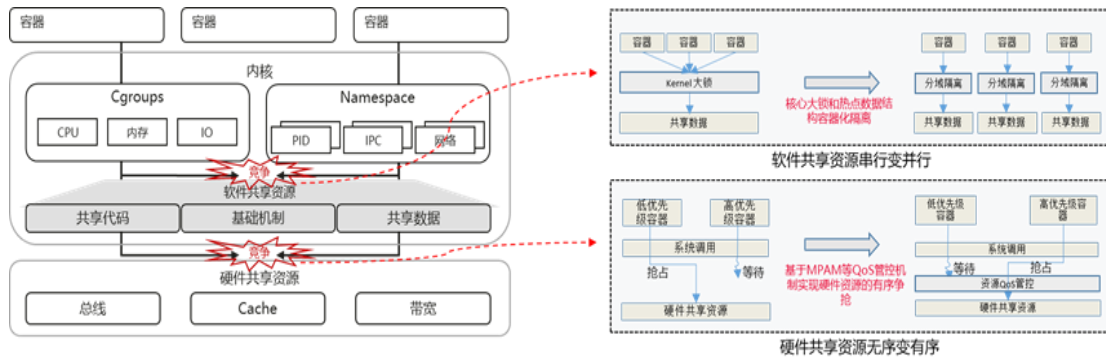 容器
容器
容器
内核
Cgroups
CPU
内存
IO
Namespace
PID
IPC
网络
竞争
软件共享资源
共享代码
基础机制
共享数据
竞争
硬件共享资源
总线
Cache
带宽
容器
容器
容器
Kernel大锁
共享数据
核心大锁和热点数据结
构容器化隔离
容器
容器
容器
分域隔离
分域隔离
分域隔离
共享数据
共享数据
共享数据
软件共享资源串行变并行
低优先
级容器
高优先
级容器
系统调用
抢占
等待
硬件共享资源
基于MPAM等QoS管控机
制实现硬件资源的有序争
抢
低优先级
容器
高优先级容
器
系统调用
等待
抢占
资源QoS管控
硬件共享资源
硬件共享资源无序变有序